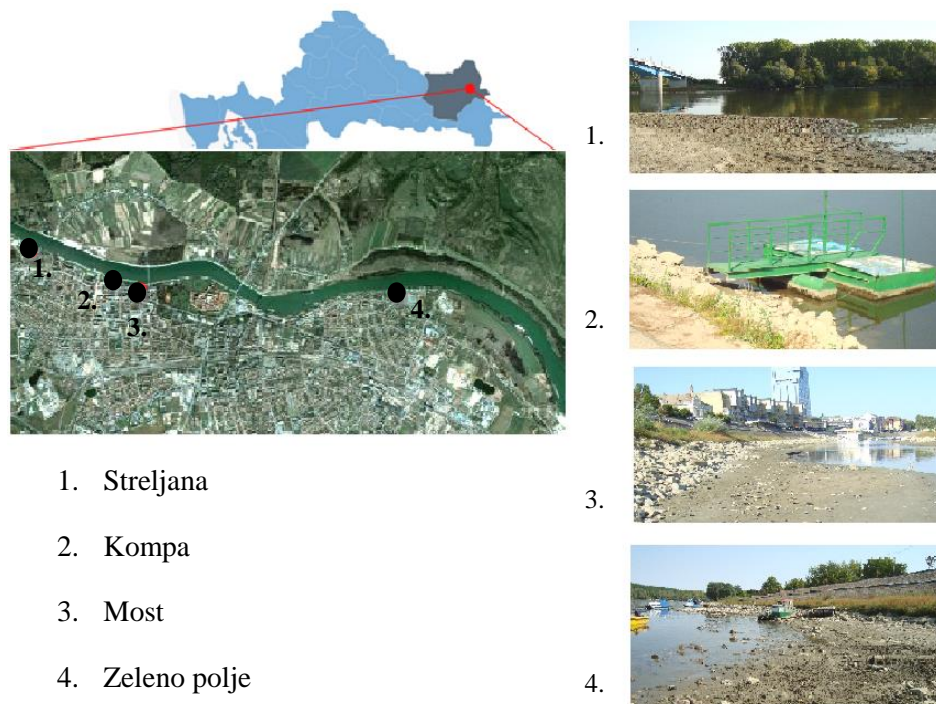 1.
2.
3.
4.
1. Streljana
2. Kompa
3. Most
4. Zeleno polje
1.
2.
3.
4.